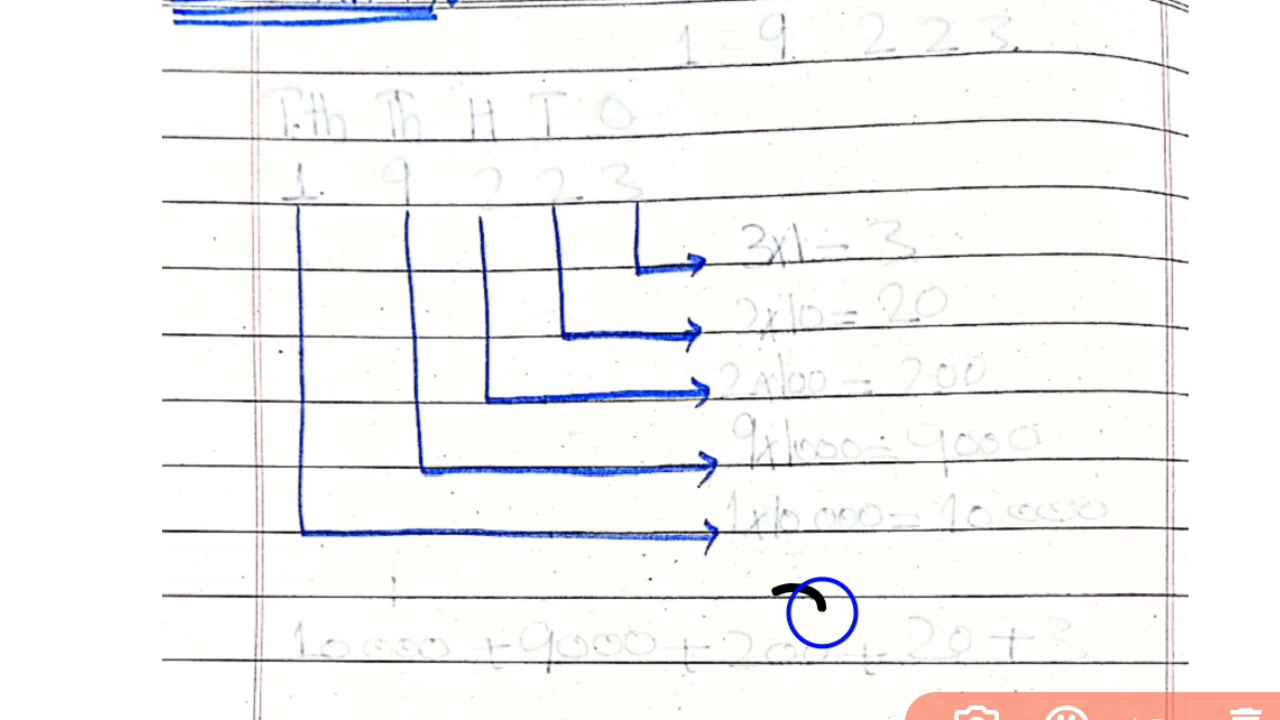 1 9 2 2 3
T.th Th H T O
1 9 2 2 3
3x1 = 3
2x10 = 20
2x100 = 200
9x1000 = 9000
1x10 000 = 10 000
10000 + 9000 + 200 + 20 + 3